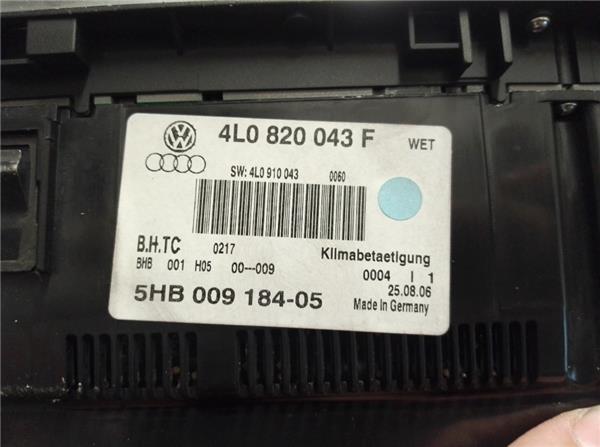 4L0 820 043 F WET
SW: 4L0 910 043 0060
B.H.TC 0217 Klimabetaetigung
BHB 001 H05 00---009 0004 I 1
25.08.06
5HB 009 184-05 Made in Germany